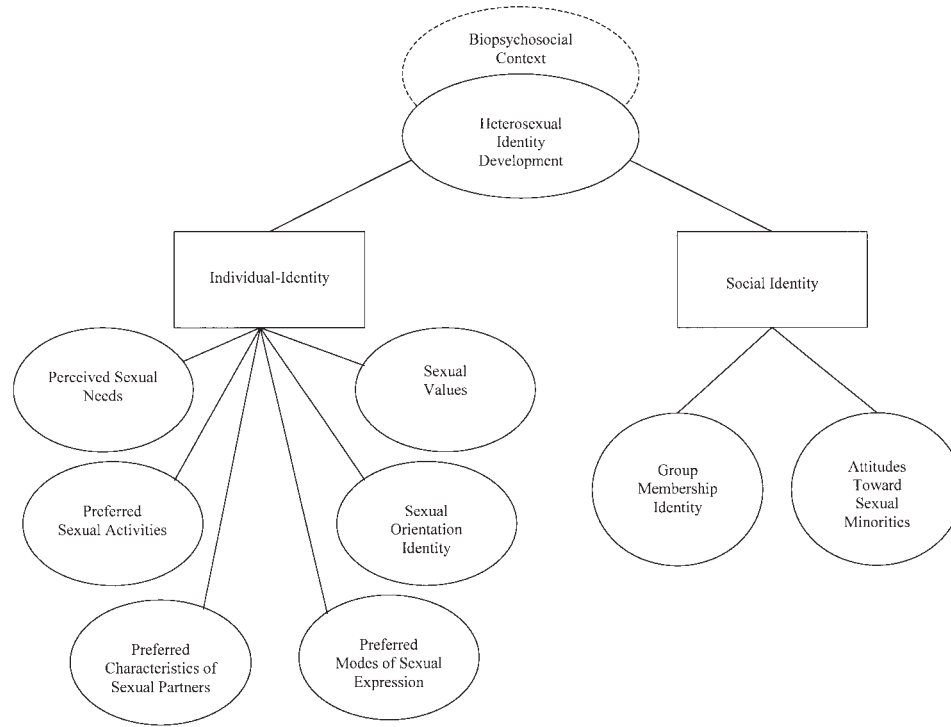 Biopsychosocial
Context
Heterosexual
Identity
Development
Individual-Identity
Social Identity
Perceived Sexual
Needs
Sexual
Values
Preferred
Sexual Activities
Sexual
Orientation
Identity
Preferred
Characteristics of
Sexual Partners
Preferred
Modes of Sexual
Expression
Group
Membership
Identity
Attitudes
Toward
Sexual
Minorities